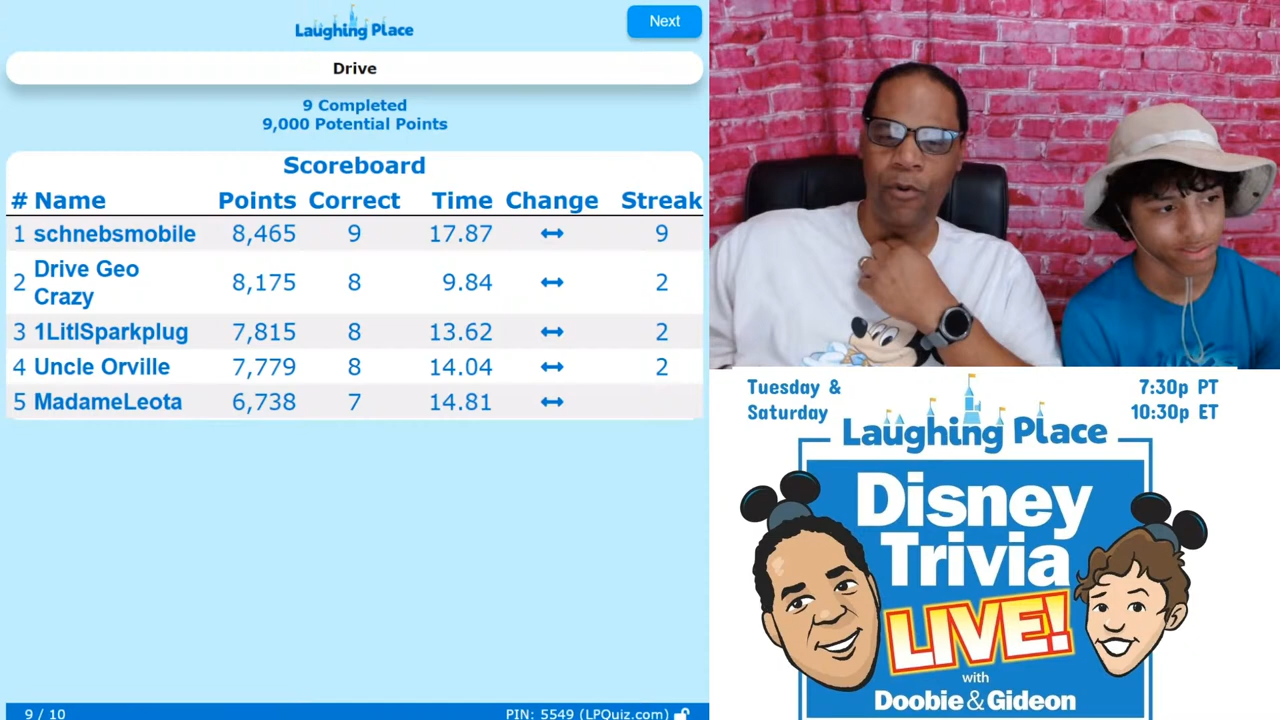 Laughing Place
Next
Drive
9 Completed
9,000 Potential Points
Scoreboard
# Name Points Correct Time Change Streak
1 schnebsmobile 8,465 9 17.87 9
2 Drive Geo Crazy 8,175 8 9.84 2
3 1LitlSparkplug 7,815 8 13.62 2
4 Uncle Orville 7,779 8 14.04 2
5 MadameLeota 6,738 7 14.81
9 / 10
PIN: 5549 (LPQuiz.com)
Tuesday & 7:30p PT
Saturday 10:30p ET
Laughing Place
Disney
Trivia
LIVE!
with
Doobie & Gideon